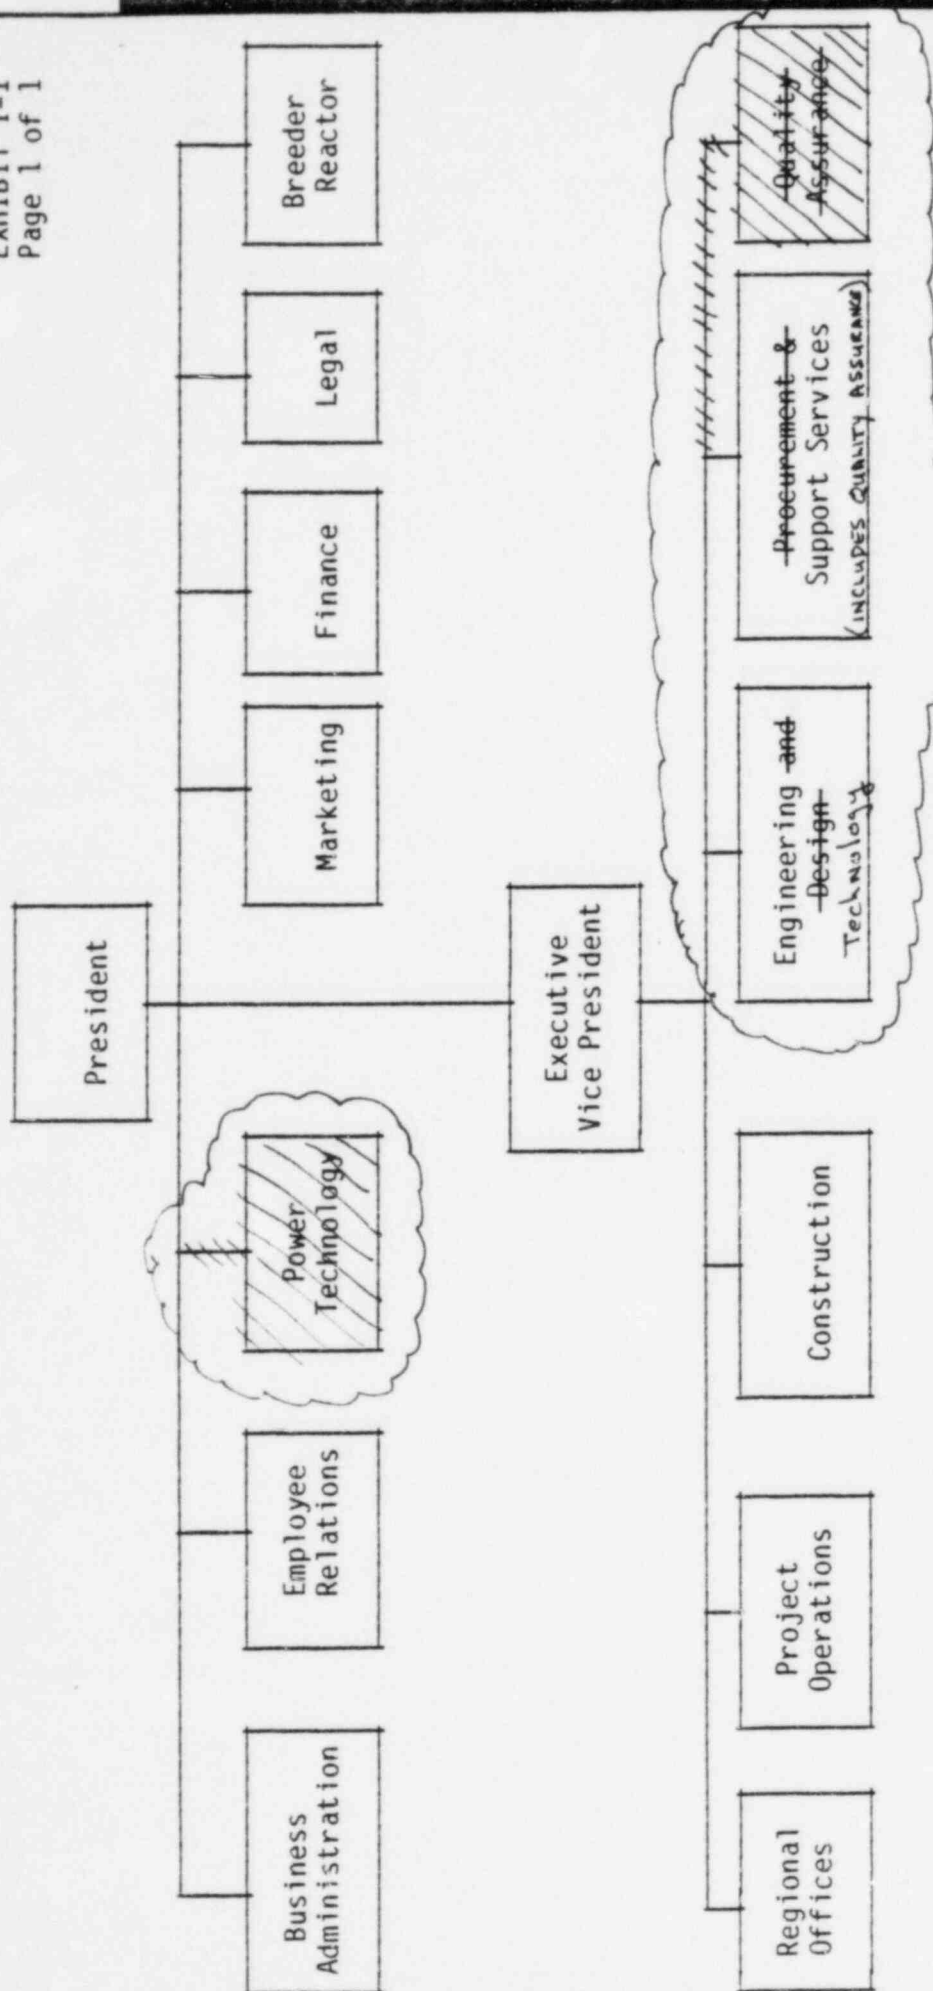 EXHIBIT 1-1
Page 1 of 1
President
Business
Administration
Employee
Relations
Power
Technology
Marketing
Finance
Legal
Breeder
Reactor
Executive
Vice President
Regional
Offices
Project
Operations
Construction
Engineering and
Design
Technology
Procurement &
Support Services
(INCLUDES QUALITY ASSURANCE)
Quality
Assurance